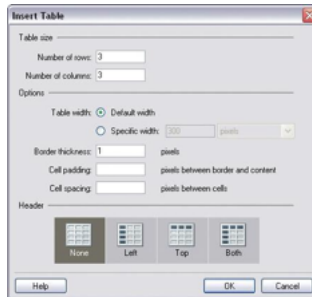 Insert Table
Table size
Number of rows: 3
Number of columns: 3
Options
Table width: Default width
Specific width: 300 pixels
Border thickness: 1 pixels
Cell padding: pixels between border and content
Cell spacing: pixels between cells
Header
None Left Top Both
Help OK Cancel